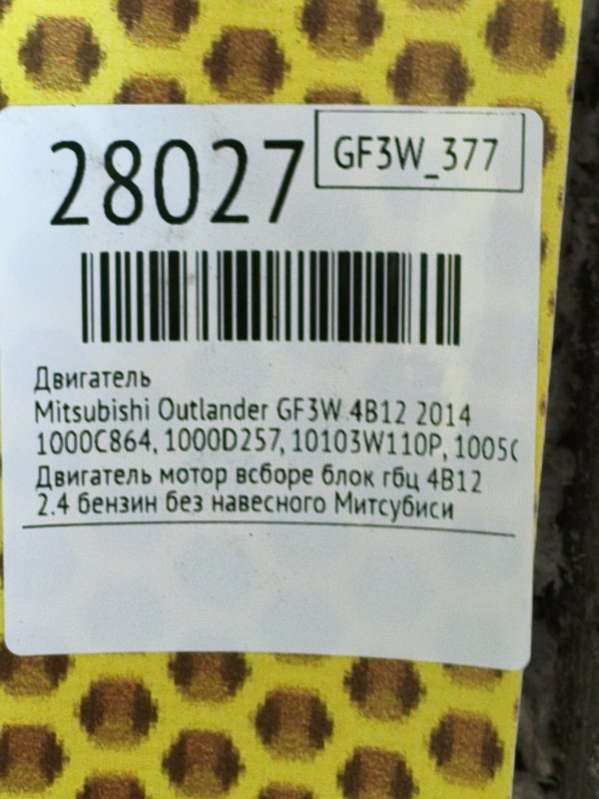 28027
GF3W_377
Двигатель
Mitsubishi Outlander GF3W 4B12 2014
1000C864, 1000D257, 10103W110P, 1005C
Двигатель мотор всборе блок гбц 4B12
2.4 бензин без навесного Митсубиси